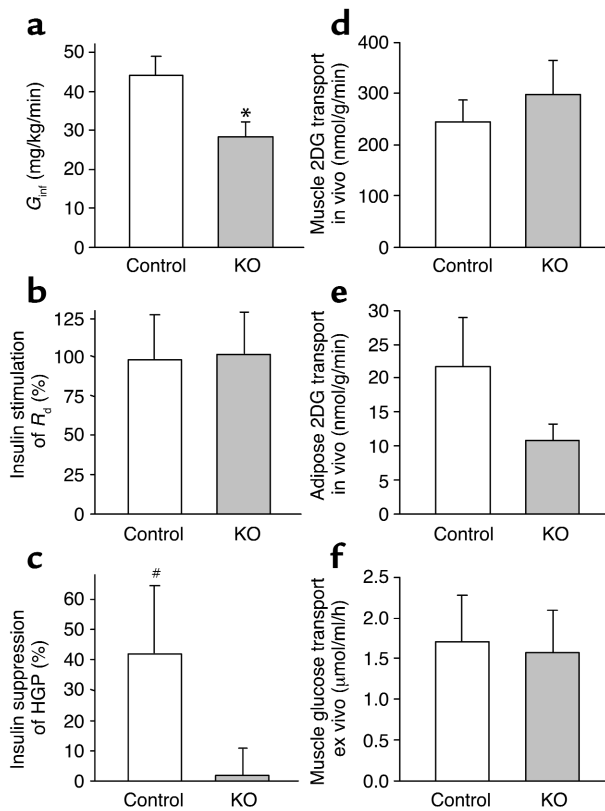 a
G inf (mg/kg/min)
50
40
30
20
10
0
*
Control
KO
b
Insulin stimulation
of R d (%)
125
100
75
50
25
0
Control
KO
c
Insulin suppression
of HGP (%)
60
50
40
30
20
10
0
#
Control
KO
d
Muscle 2DG transport
in vivo (nmol/g/min)
400
300
200
300
0
Control
KO
e
Adipose 2DG transport
in vivo (nmol/g/min)
30
25
20
15
10
5
0
Control
KO
f
Muscle glucose transport
ex vivo (μmol/ml/h)
2.5
2.0
1.5
1.0
0.5
0.0
Control
KO